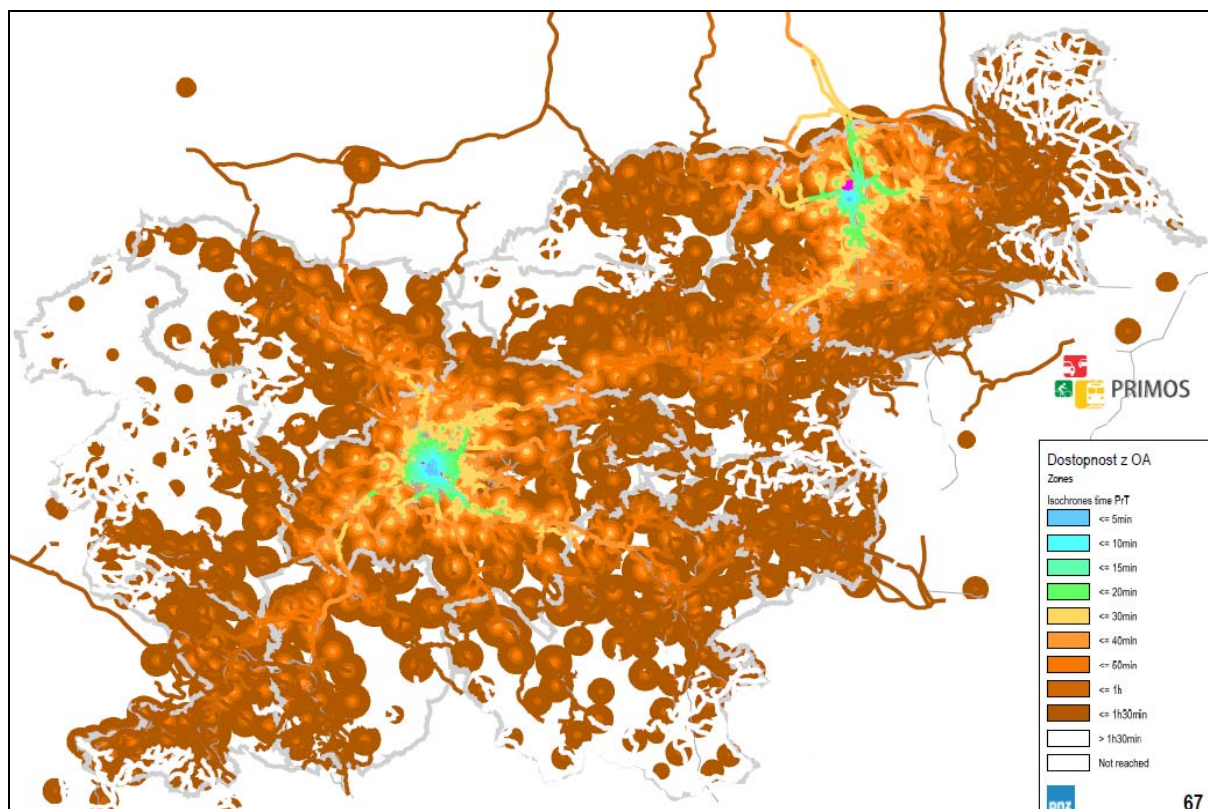 PRIMOS
Dostopnost z OA
Zones
Isochrones time PrT
<= 5min
<= 10min
<= 15min
<= 20min
<= 30min
<= 40min
<= 50min
<= 1h
<= 1h30min
> 1h30min
Not reached
pnz
67